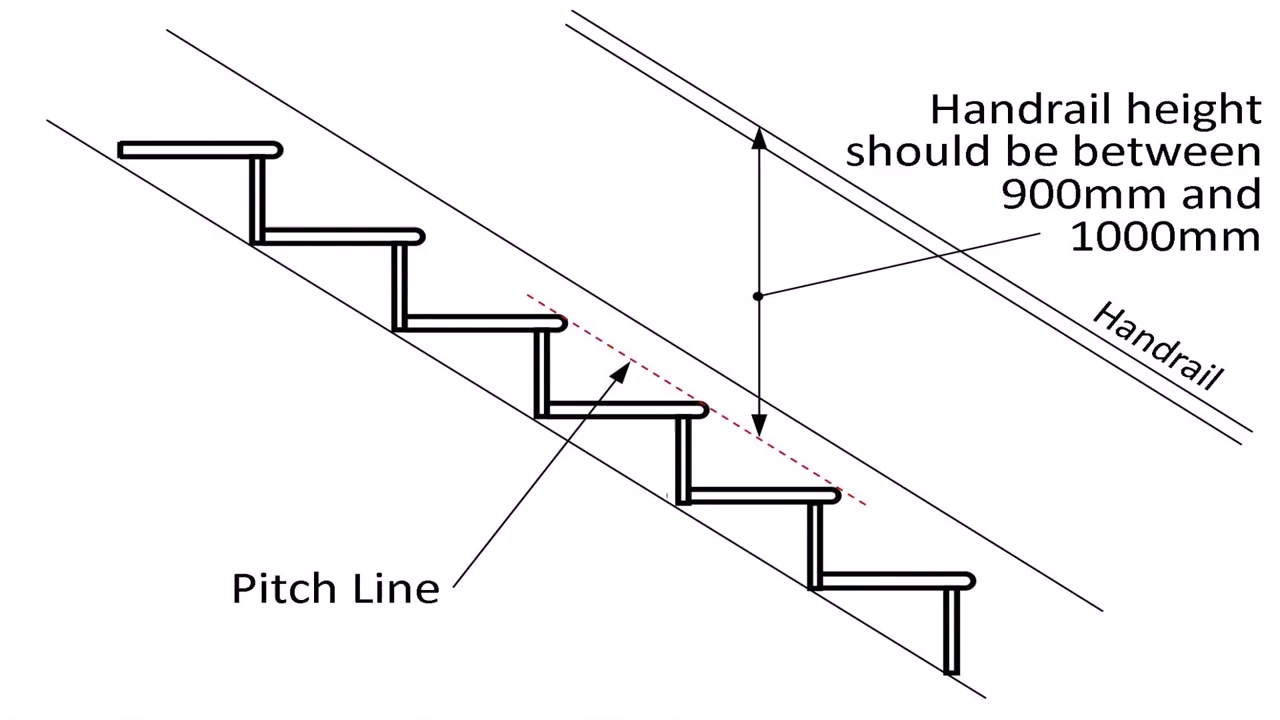 Handrail height
should be between
900mm and
1000mm
Handrail
Pitch Line